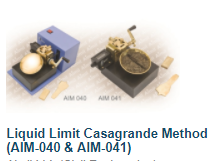 AIM 040 AIM 041
Liquid Limit Casagrande Method
(AIM-040 & AIM-041)